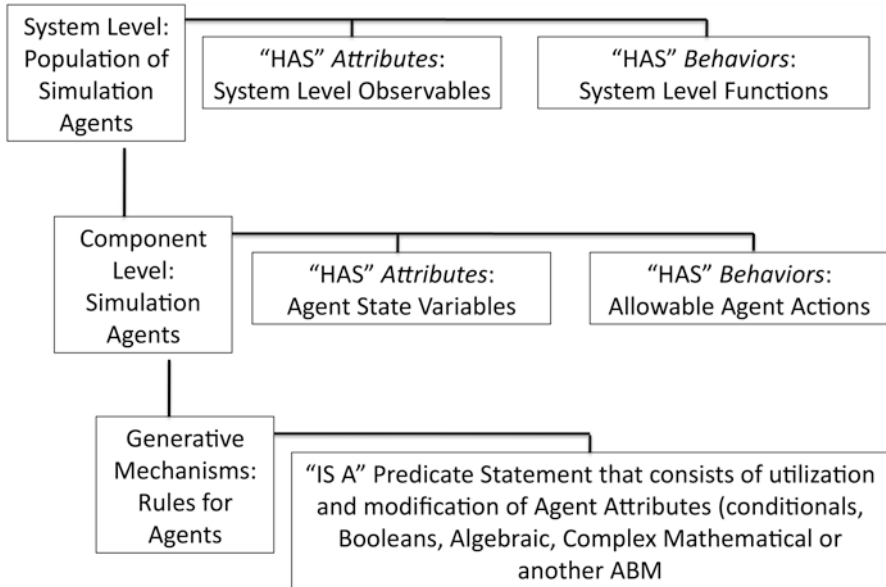 System Level:
Population of
Simulation
Agents
“HAS” Attributes:
System Level Observables
“HAS” Behaviors:
System Level Functions
Component
Level:
Simulation
Agents
“HAS” Attributes:
Agent State Variables
“HAS” Behaviors:
Allowable Agent Actions
Generative
Mechanisms:
Rules for
Agents
“IS A” Predicate Statement that consists of utilization
and modification of Agent Attributes (conditionals,
Booleans, Algebraic, Complex Mathematical or
another ABM